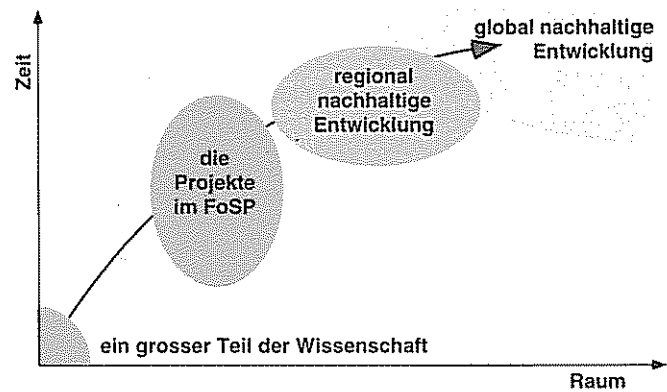 global nachhaltige
Entwicklung
Zeit
regional
nachhaltige
Entwicklung
die
Projekte
im FoSP
ein grosser Teil der Wissenschaft
Raum